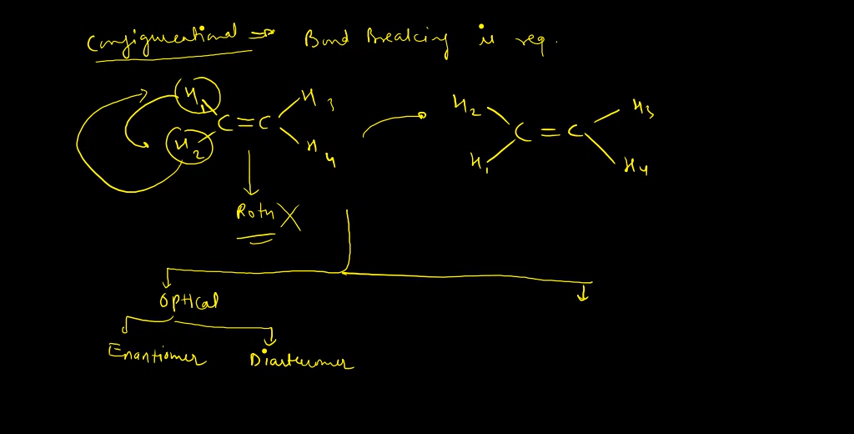 Configurational → Bond Breaking is req.
H1 H2 C = C H3 H4 → H2 H1 C = C H3 H4
Rotn X
Optical
Enantiomer Diastereomer